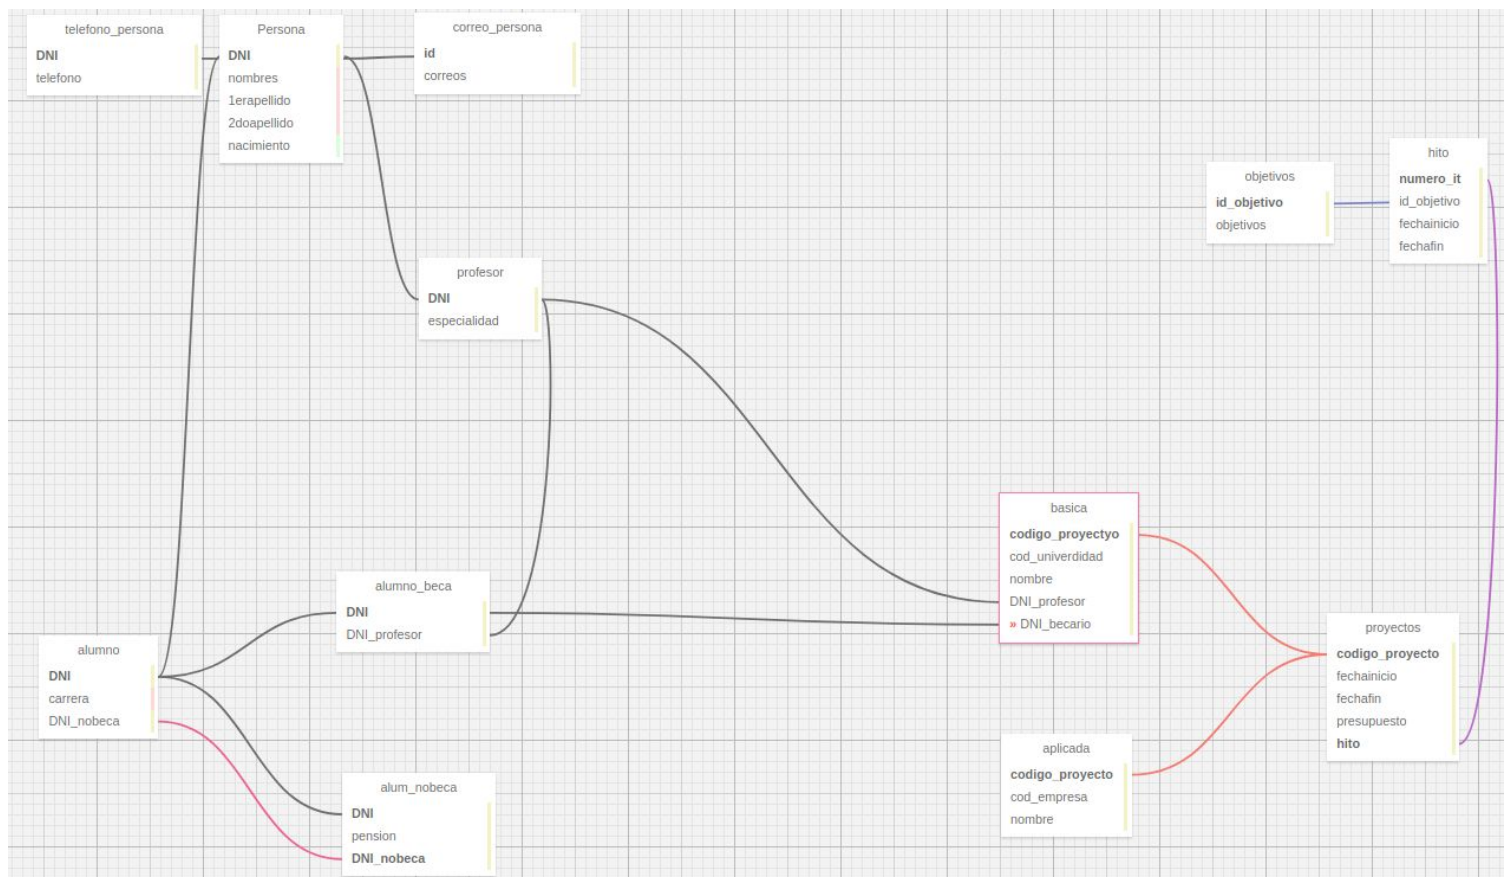 telefono_persona
DNI
telefono
Persona
DNI
nombres
1erapellido
2doapellido
nacimiento
correo_persona
id
correos
hito
numero_it
id_objetivo
fechainicio
fechafin
objetivos
id_objetivo
objetivos
profesor
DNI
especialidad
basica
codigo_proyectyo
cod_univerdidad
nombre
DNI_profesor
» DNI_becario
alumno_beca
DNI
DNI_profesor
proyectos
codigo_proyecto
fechainicio
fechafin
presupuesto
hito
alumno
DNI
carrera
DNI_nobeca
aplicada
codigo_proyecto
cod_empresa
nombre
alum_nobeca
DNI
pension
DNI_nobeca